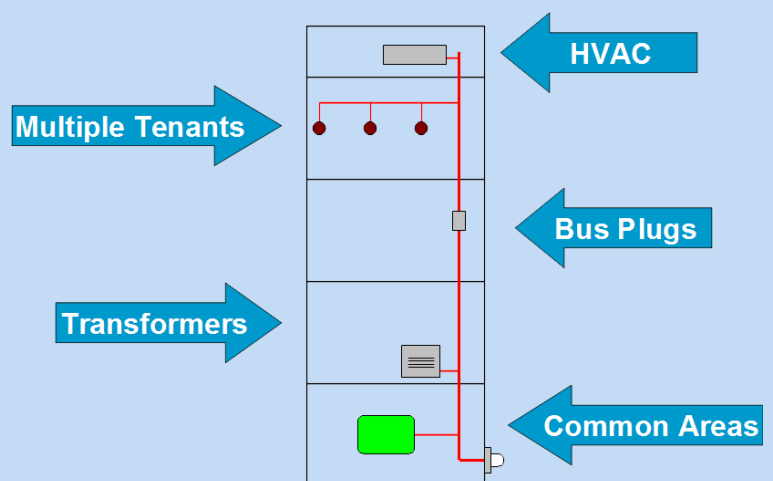 HVAC
Multiple Tenants
Bus Plugs
Transformers
Common Areas